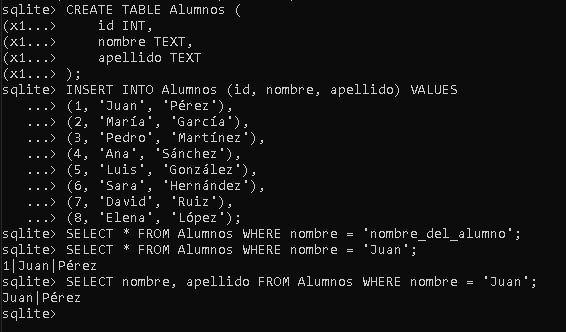 sqlite> CREATE TABLE Alumnos (
(x1...>     id INT,
(x1...>     nombre TEXT,
(x1...>     apellido TEXT
(x1...> );
sqlite> INSERT INTO Alumnos (id, nombre, apellido) VALUES
   ...> (1, 'Juan', 'Pérez'),
   ...> (2, 'María', 'García'),
   ...> (3, 'Pedro', 'Martínez'),
   ...> (4, 'Ana', 'Sánchez'),
   ...> (5, 'Luis', 'González'),
   ...> (6, 'Sara', 'Hernández'),
   ...> (7, 'David', 'Ruiz'),
   ...> (8, 'Elena', 'López');
sqlite> SELECT * FROM Alumnos WHERE nombre = 'nombre_del_alumno';
sqlite> SELECT * FROM Alumnos WHERE nombre = 'Juan';
1|Juan|Pérez
sqlite> SELECT nombre, apellido FROM Alumnos WHERE nombre = 'Juan';
Juan|Pérez
sqlite>